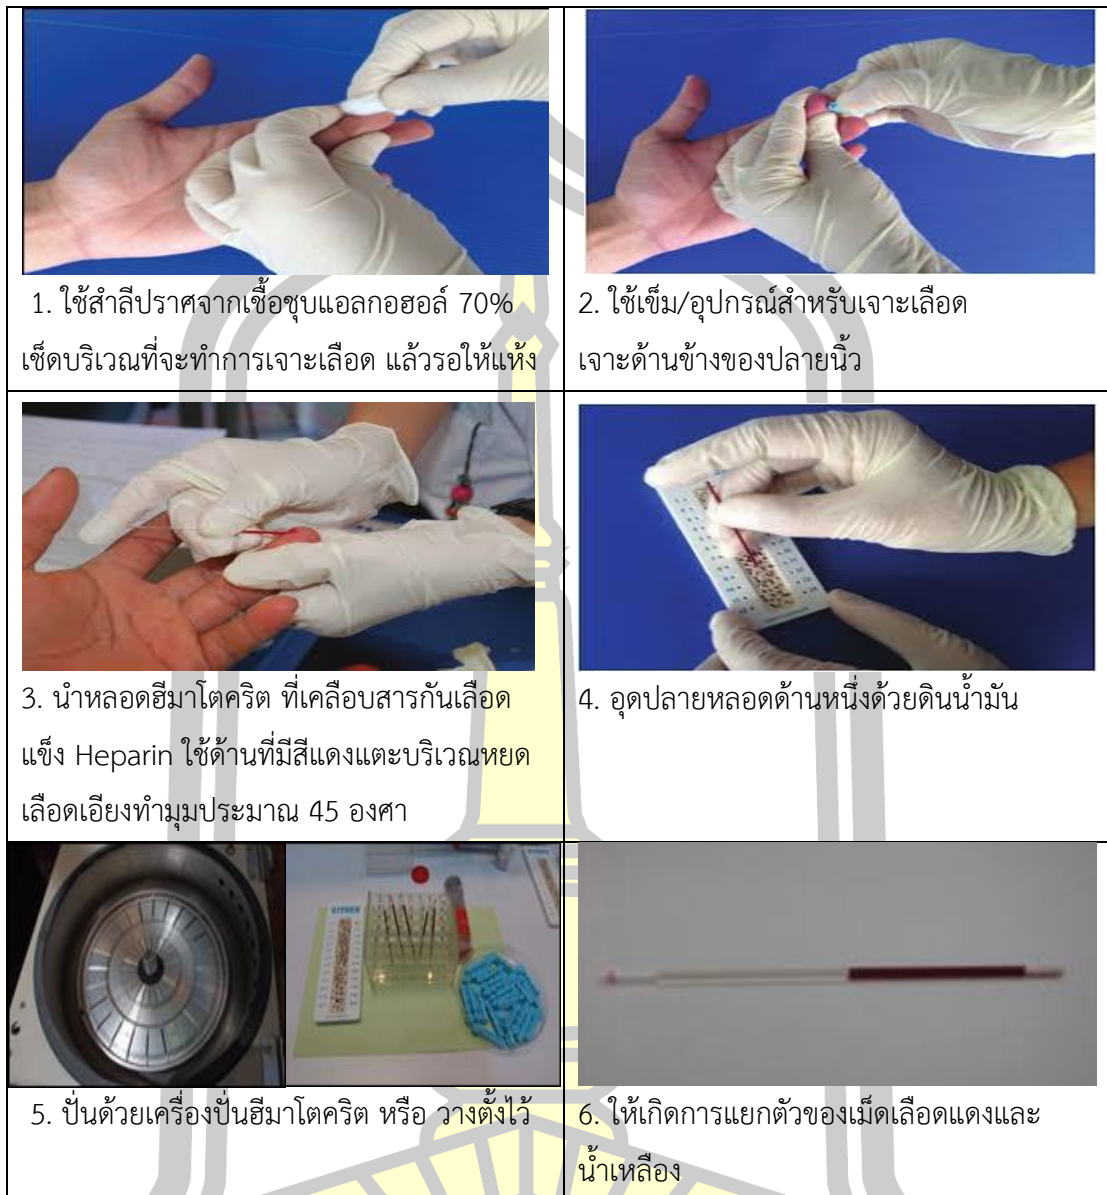 1. ใช้สำลีปราศจากเชื้อชุบแอลกอฮอล์ 70%
เช็ดบริเวณที่จะทำการเจาะเลือด แล้วรอให้แห้ง
2. ใช้เข็ม/อุปกรณ์สำหรับเจาะเลือด
เจาะด้านข้างของปลายนิ้ว
3. นำหลอดฮีมาโตคริต ที่เคลือบสารกันเลือด
แข็ง Heparin ใช้ด้านที่มีสีแดงแตะบริเวณหยด
เลือดเอียงทำมุมประมาณ 45 องศา
4. อุดปลายหลอดด้านหนึ่งด้วยดินน้ำมัน
5. ปั่นด้วยเครื่องปั่นฮีมาโตคริต หรือ วางตั้งไว้
6. ให้เกิดการแยกตัวของเม็ดเลือดแดงและ
น้ำเหลือง